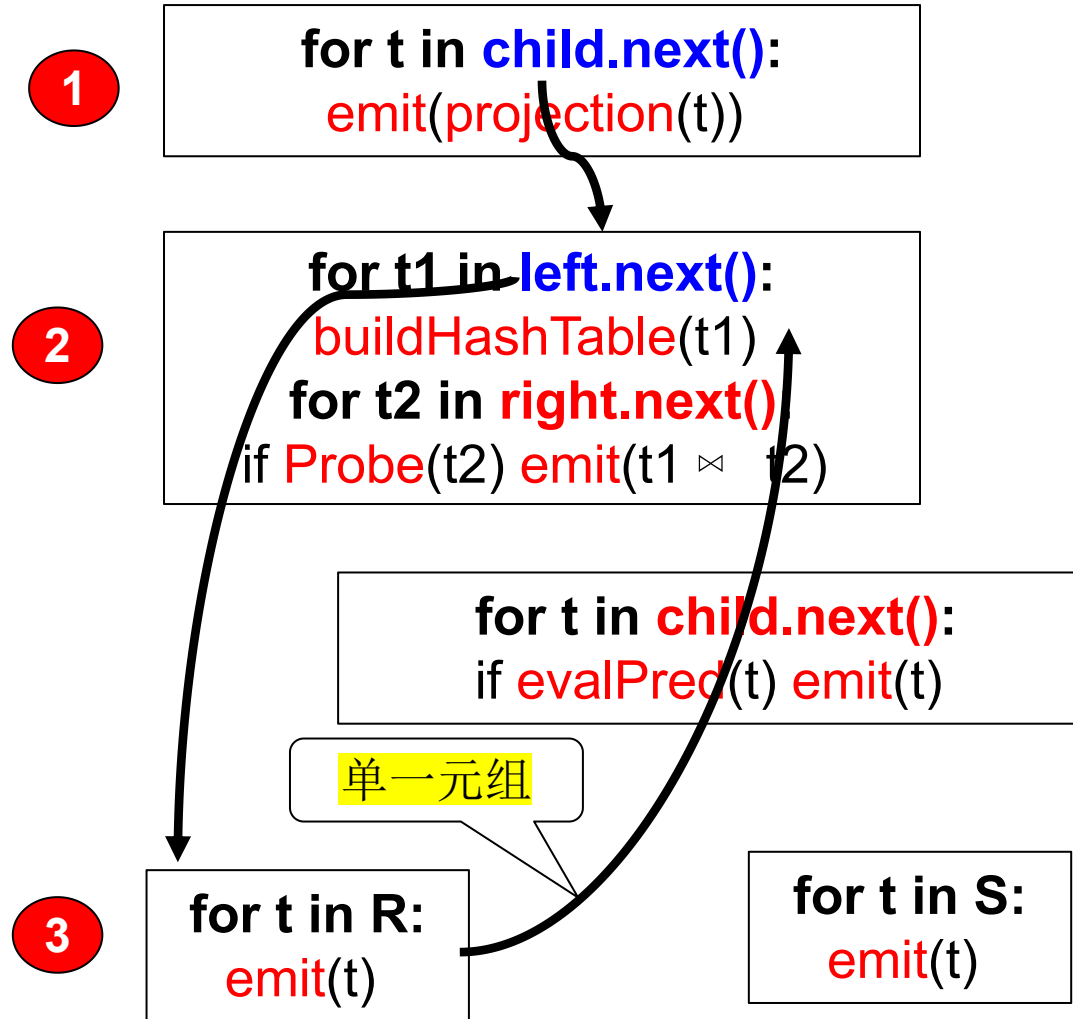 1
for t in child.next():
emit(projection(t))
2
for t1 in left.next():
buildHashTable(t1)
for t2 in right.next():
if Probe(t2) emit(t1 ⋈ t2)
for t in child.next():
if evalPred(t) emit(t)
单一元组
3
for t in R:
emit(t)
for t in S:
emit(t)